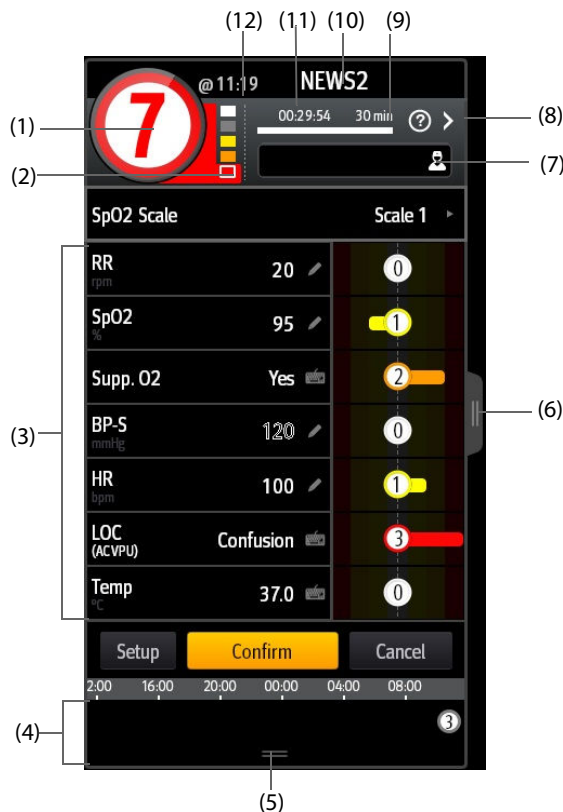 (12) (11) (10) (9)
@ 11:19 NEWS2
7
00:29:54 30 min ?
(1)
(8)
(2)
(7)
SpO2 Scale Scale 1
RR 20 0
rpm
SpO2 95 1
%
Supp. O2 Yes 2
(6)
(3)
BP-S 120 0
mmHg
HR 100 1
bpm
LOC Confusion 3
(ACVPU)
Temp 37.0 0
°C
Setup Confirm Cancel
2:00 16:00 20:00 00:00 04:00 08:00
3
(4)
(5)